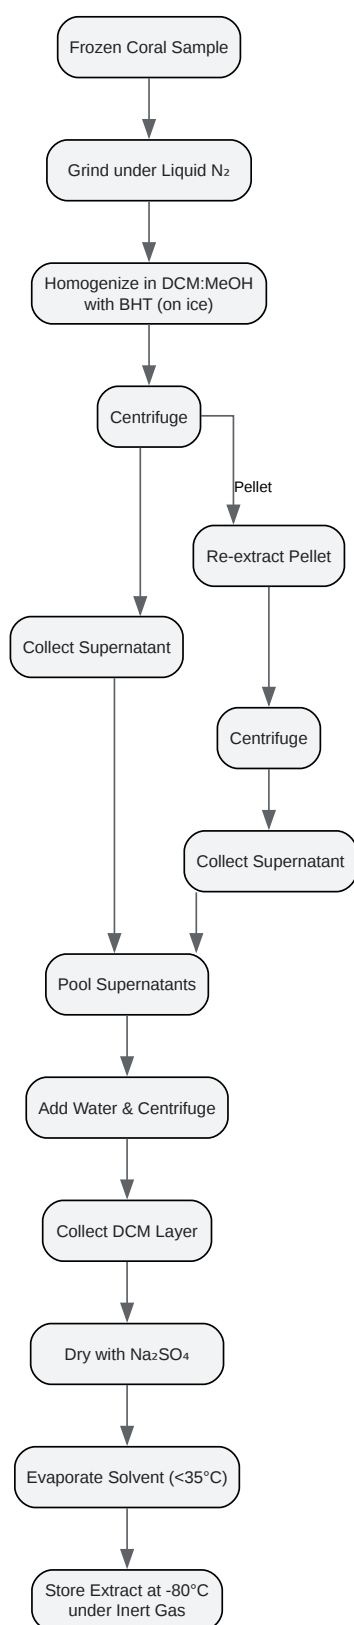 Frozen Coral Sample
Grind under Liquid N₂
Homogenize in DCM:MeOH
with BHT (on ice)
Centrifuge
Pellet
Re-extract Pellet
Collect Supernatant
Centrifuge
Collect Supernatant
Pool Supernatants
Add Water & Centrifuge
Collect DCM Layer
Dry with Na₂SO₄
Evaporate Solvent (<35°C)
Store Extract at -80°C
under Inert Gas